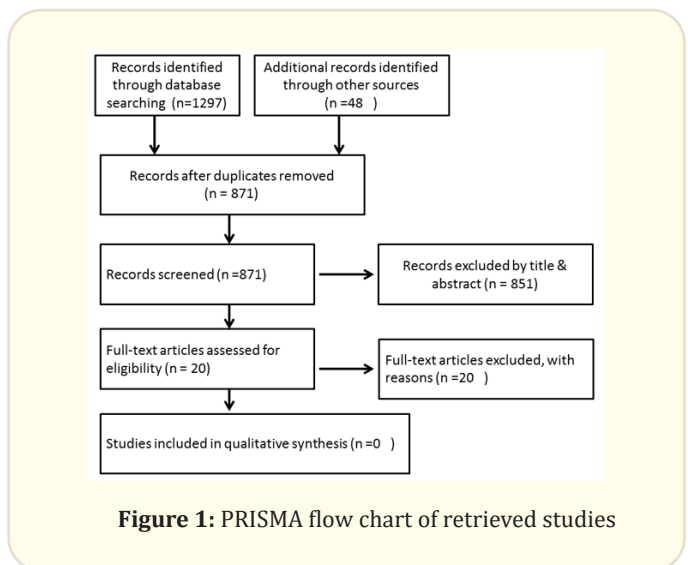 Records identified
through database
searching (n=1297)
Additional records identified
through other sources
(n =48 )
Records after duplicates removed
(n = 871)
Records screened (n =871)
Records excluded by title &
abstract (n = 851)
Full-text articles assessed for
eligibility (n = 20)
Full-text articles excluded, with
reasons (n =20 )
Studies included in qualitative synthesis (n =0 )
Figure 1: PRISMA flow chart of retrieved studies